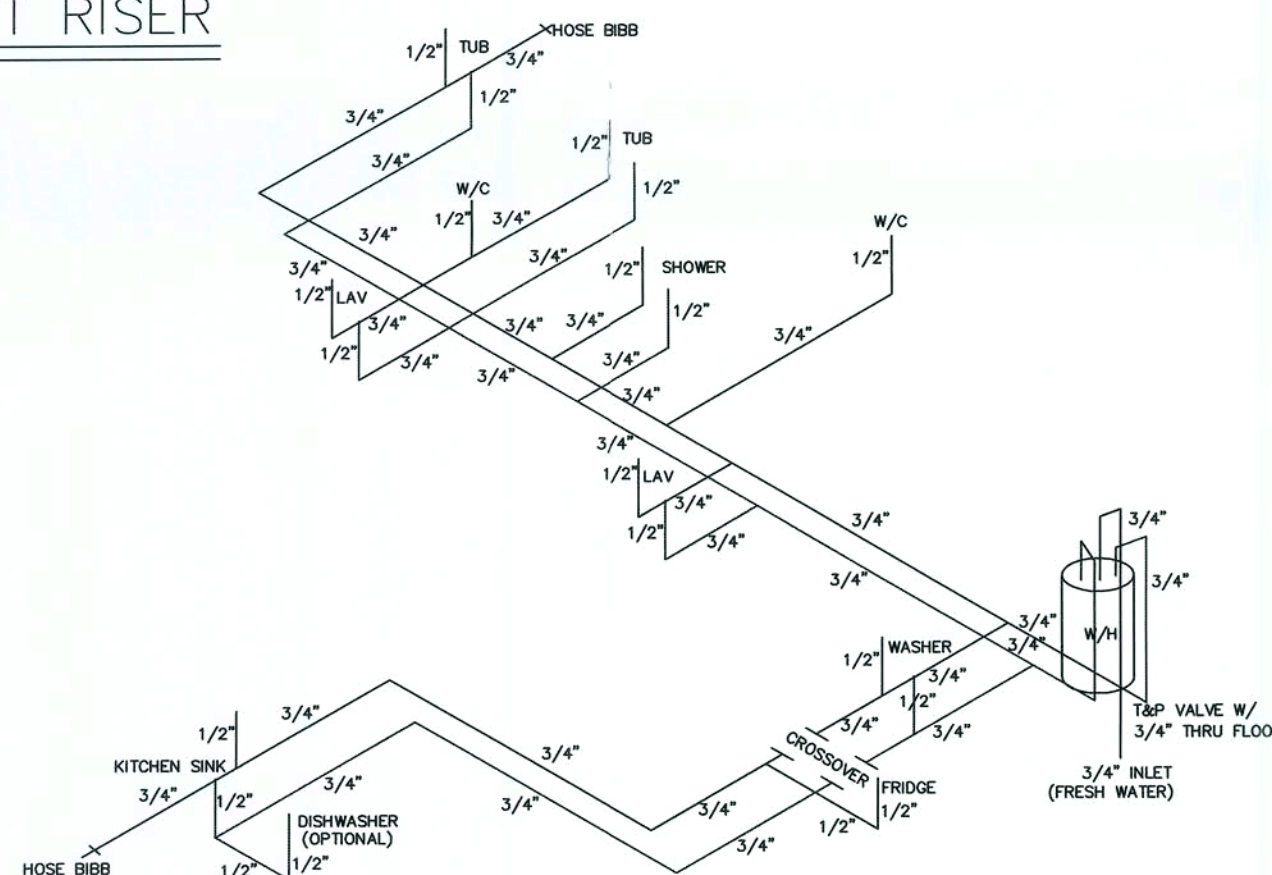 T RISER
HOSE BIBB
1/2" TUB
3/4"
3/4"
1/2"
3/4"
1/2" TUB
W/C
1/2"
1/2"
3/4"
W/C
3/4"
3/4"
1/2"
SHOWER
1/2"
3/4"
1/2" LAV
1/2"
3/4"
3/4"
3/4"
3/4"
1/2"
3/4"
3/4"
3/4"
3/4"
3/4"
1/2" LAV
3/4"
3/4"
3/4"
1/2"
3/4"
3/4"
3/4"
3/4"
W/H
3/4"
WASHER
1/2"
3/4"
1/2"
3/4"
1/2"
3/4"
3/4"
3/4"
T&P VALVE W/
3/4" THRU FLOO
CROSSOVER
KITCHEN SINK
3/4"
3/4" INLET
(FRESH WATER)
FRIDGE
3/4"
1/2"
3/4"
3/4"
1/2"
DISHWASHER
(OPTIONAL)
1/2"
3/4"
HOSE BIBB
1/2"
1/2"